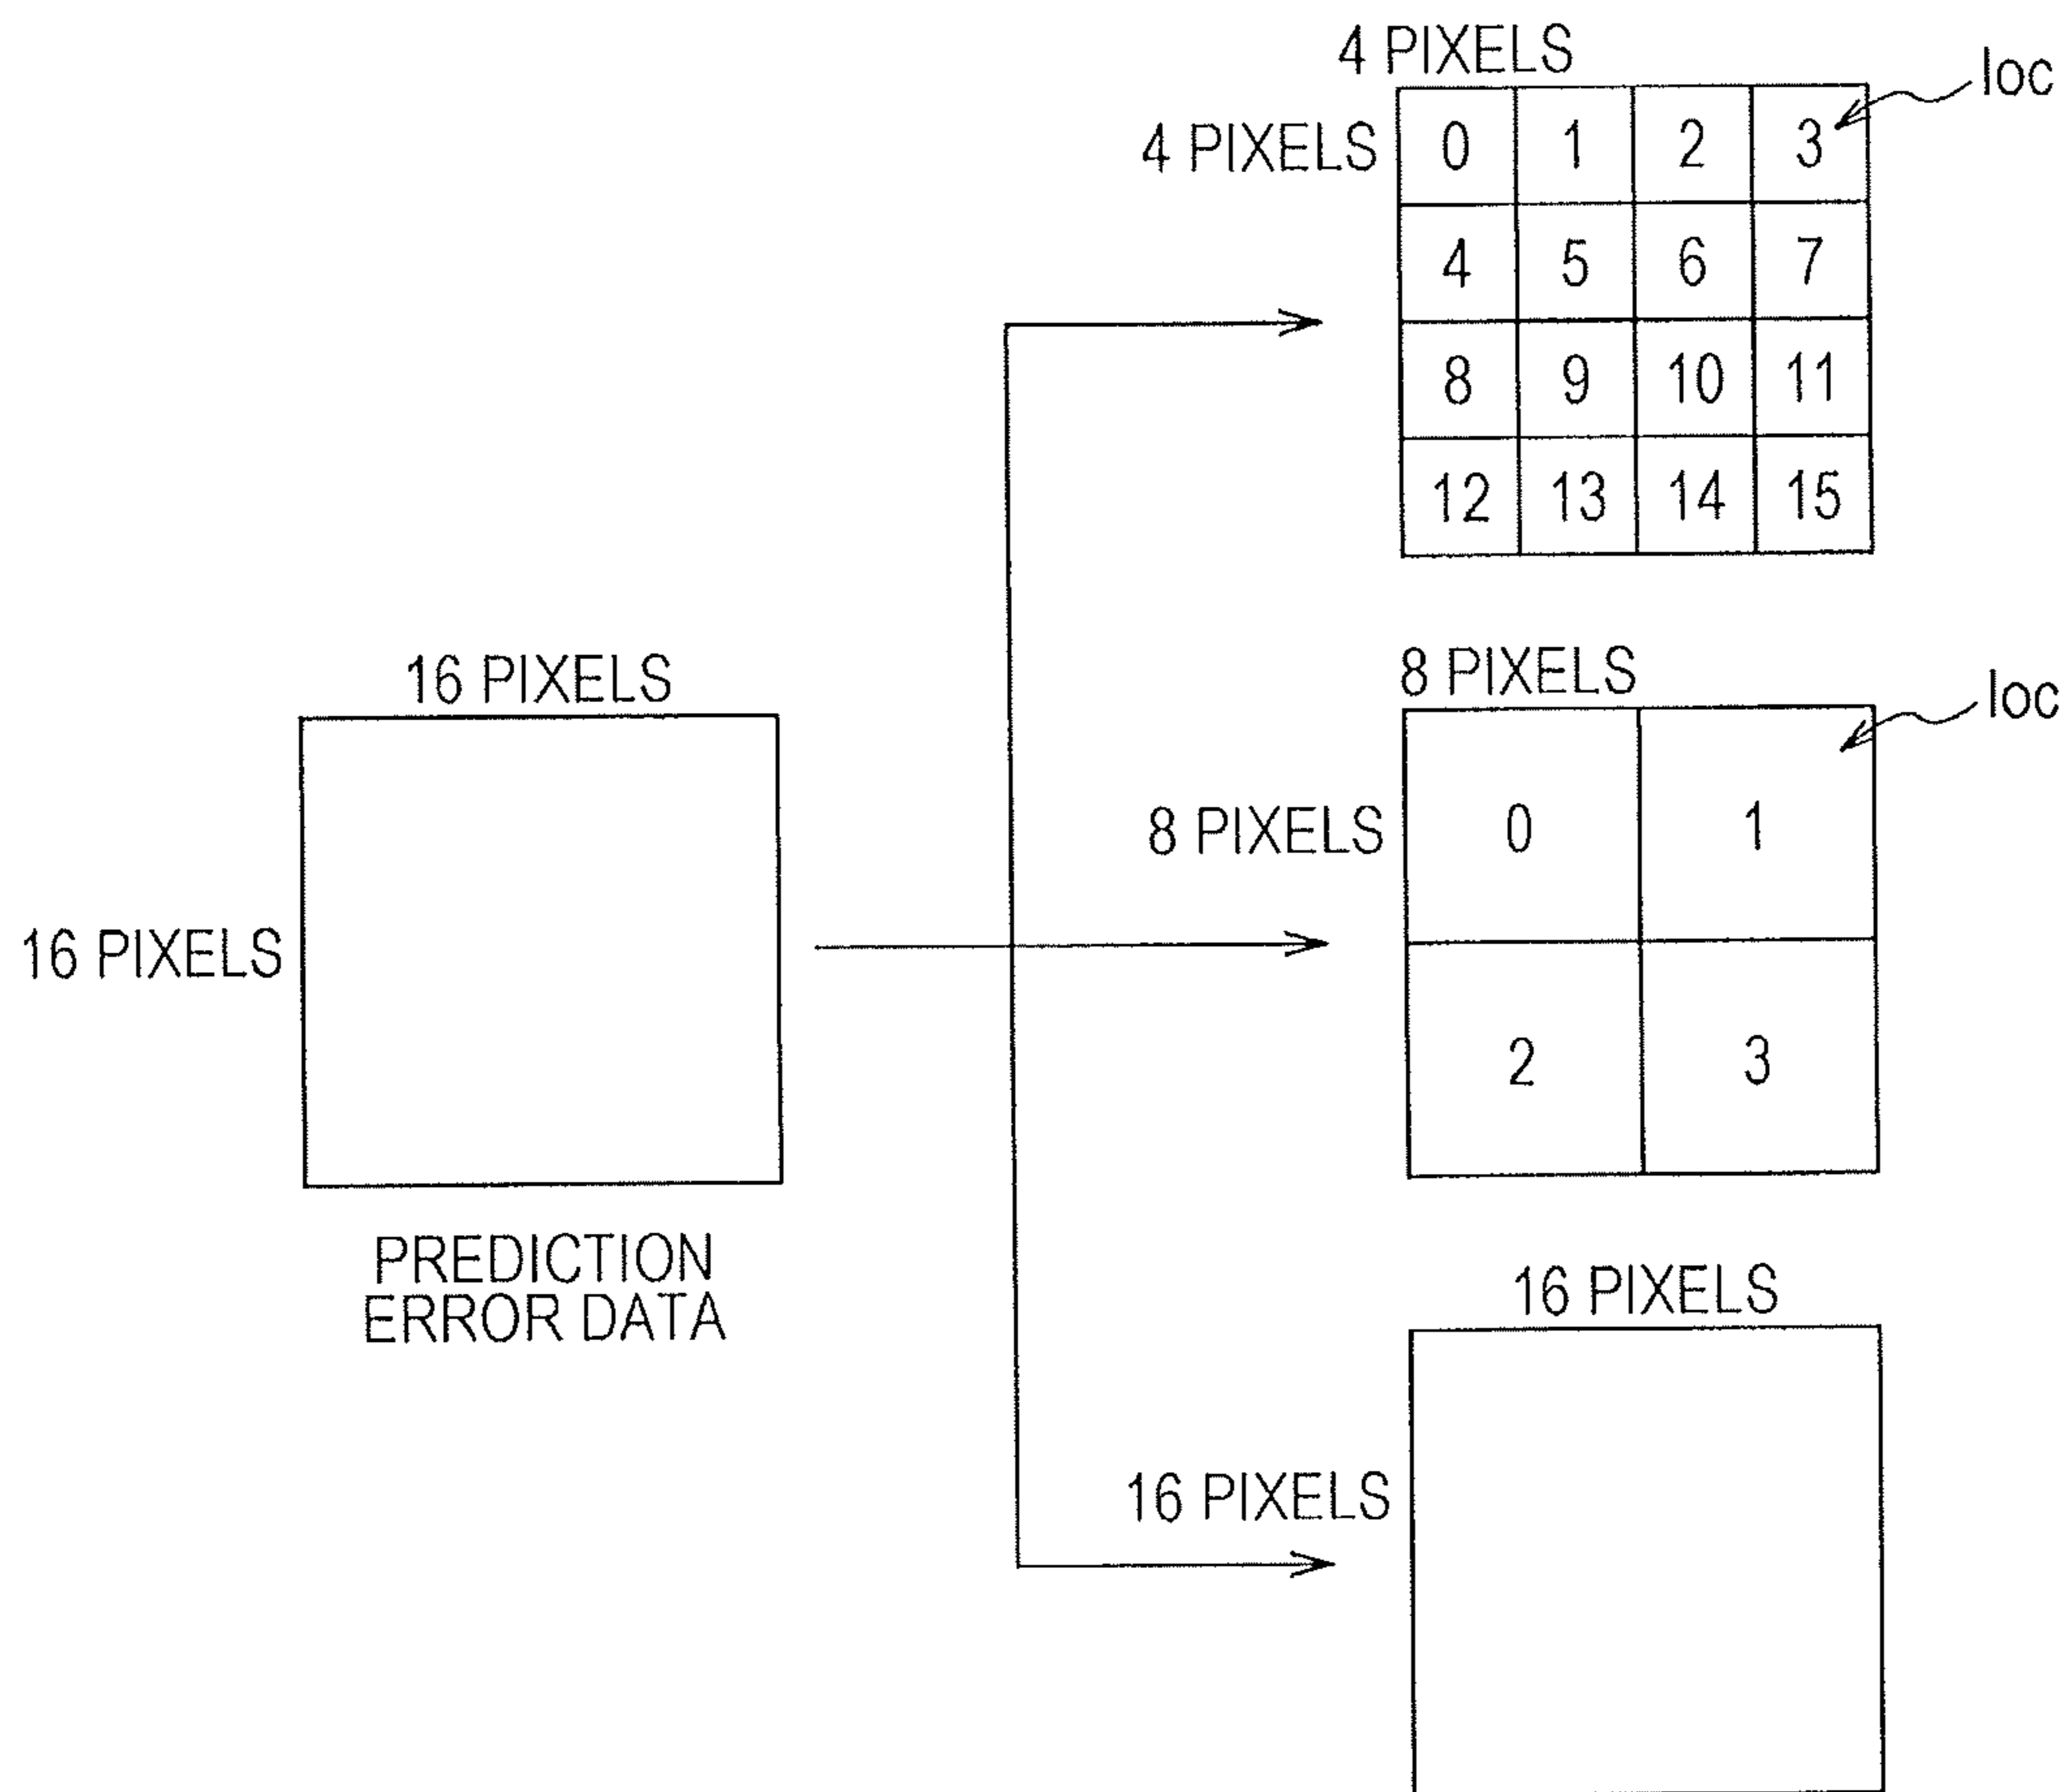 4 PIXELS
loc
4 PIXELS
0 1 2 3
4 5 6 7
8 9 10 11
12 13 14 15
16 PIXELS
16 PIXELS
PREDICTION
ERROR DATA
8 PIXELS
loc
8 PIXELS
0 1
2 3
16 PIXELS
16 PIXELS